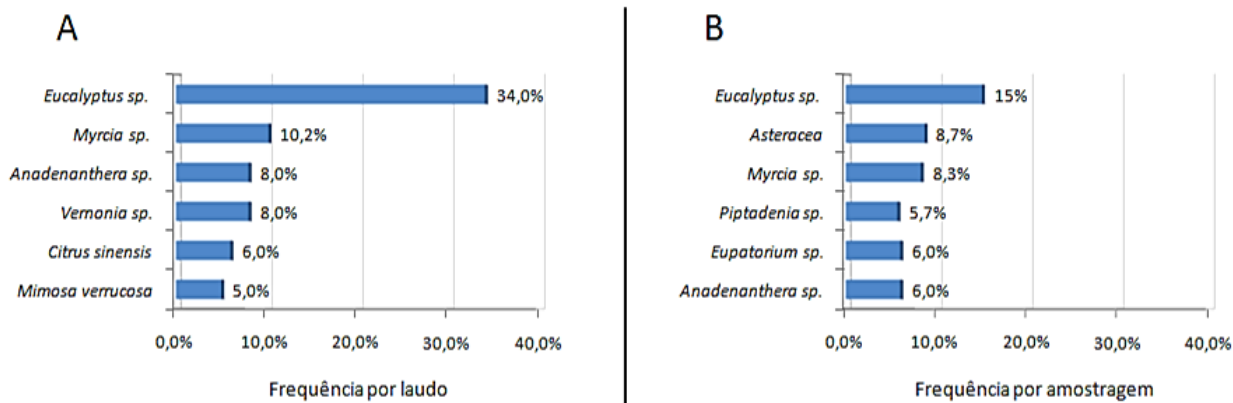 A
Eucalyptus sp. 34,0%
Myrcia sp. 10,2%
Anadenanthera sp. 8,0%
Vernonia sp. 8,0%
Citrus sinensis 6,0%
Mimosa verrucosa 5,0%
0,0% 10,0% 20,0% 30,0% 40,0%
Frequência por laudo
B
Eucalyptus sp. 15%
Asteracea 8,7%
Myrcia sp. 8,3%
Piptadenia sp. 5,7%
Eupatorium sp. 6,0%
Anadenanthera sp. 6,0%
0,0% 10,0% 20,0% 30,0% 40,0%
Frequência por amostragem